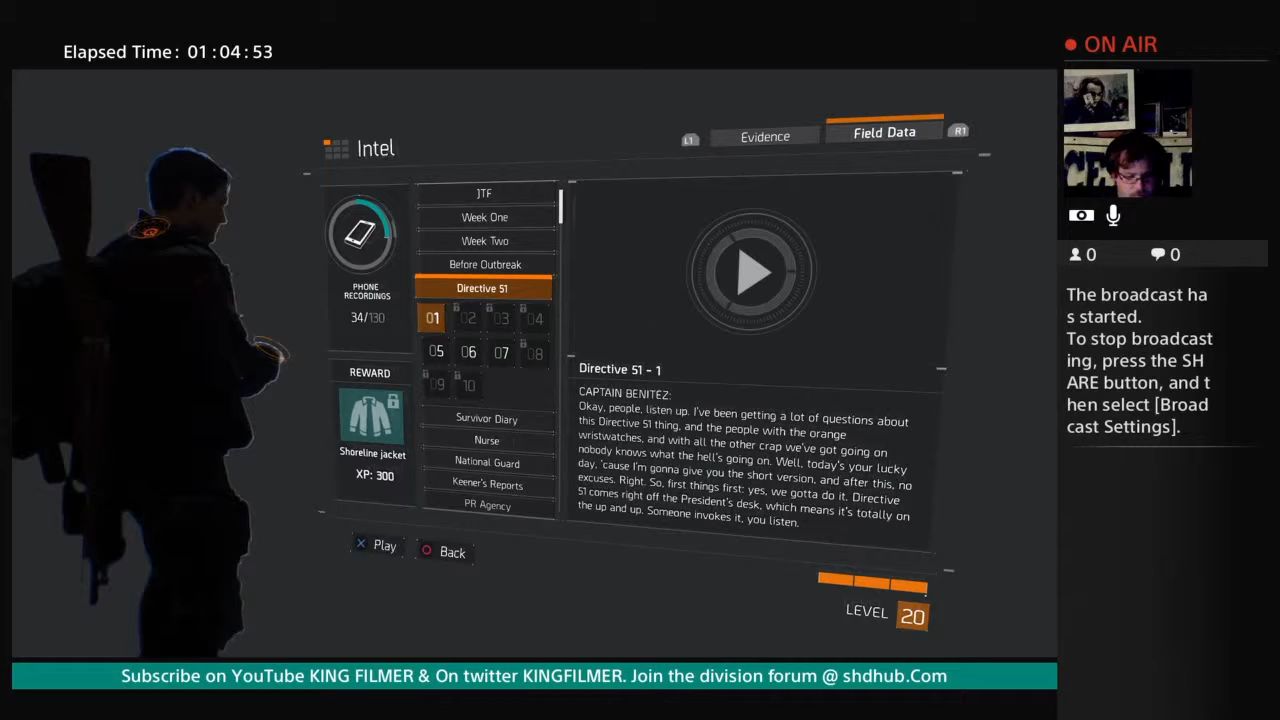 Elapsed Time: 01:04:53
ON AIR
Intel
L1
Evidence
Field Data
R1
PHONE
RECORDINGS
34/130
REWARD
Shoreline jacket
XP: 300
JTF
Week One
Week Two
Before Outbreak
Directive 51
01 02 03 04
05 06 07 08
09 10
Survivor Diary
Nurse
National Guard
Keener's Reports
PR Agency
Directive 51 - 1
CAPTAIN BENITEZ:
Okay, people, listen up. I've been getting a lot of questions about
this Directive 51 thing, and the people with the orange
wristwatches, and with all the other crap we've got going on
nobody knows what the hell's going on. Well, today's your lucky
day, 'cause I'm gonna give you the short version, and after this, no
excuses. Right. So, first things first: yes, we gotta do it. Directive
51 comes right off the President's desk, which means it's totally on
the up and up. Someone invokes it, you listen.
Play
Back
LEVEL 20
0
0
The broadcast ha
s started.
To stop broadcast
ing, press the SH
ARE button, and t
hen select [Broad
cast Settings].
Subscribe on YouTube KING FILMER & On twitter KINGFILMER. Join the division forum @ shdhub.Com